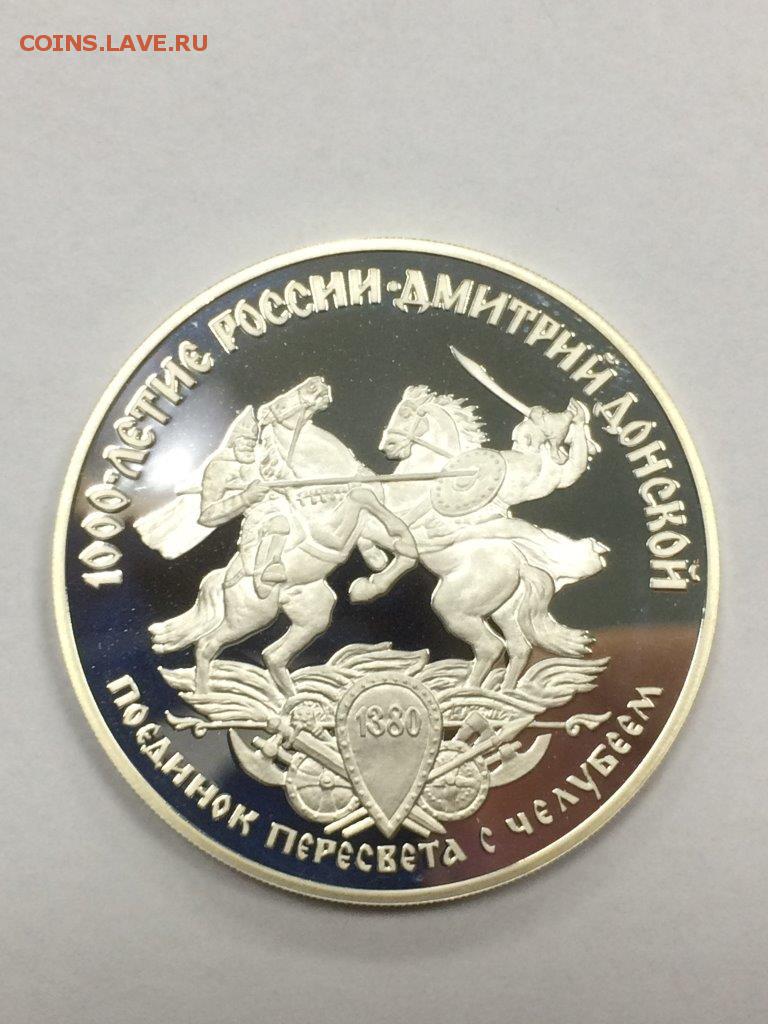 COINS.LAVE.RU
1000-ЛЕТИЕ РОССИИ·ДМИТРИЙ ДОНСКОЙ
1380
ПОЕДИНОК ПЕРЕСВЕТА С ЧЕЛУБЕЕМ